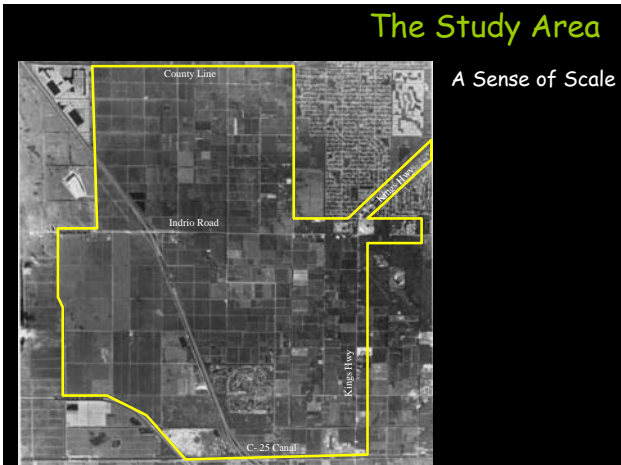 The Study Area
A Sense of Scale
County Line
Kings Hwy
Indrio Road
Kings Hwy
C- 25 Canal